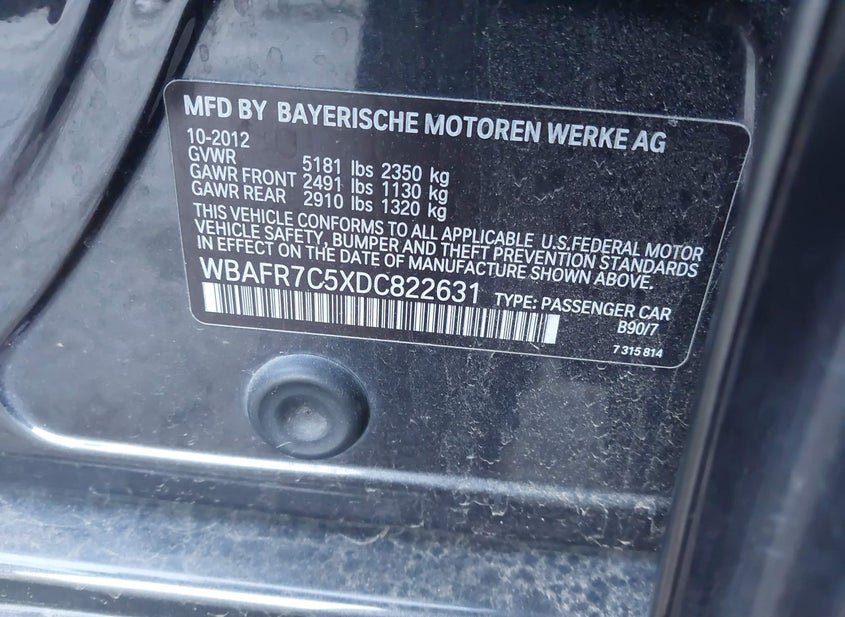 MFD BY BAYERISCHE MOTOREN WERKE AG
10-2012
GVWR 5181 lbs 2350 kg
GAWR FRONT 2491 lbs 1130 kg
GAWR REAR 2910 lbs 1320 kg
THIS VEHICLE CONFORMS TO ALL APPLICABLE U.S.FEDERAL MOTOR
VEHICLE SAFETY, BUMPER AND THEFT PREVENTION STANDARDS
IN EFFECT ON THE DATE OF MANUFACTURE SHOWN ABOVE.
WBAFR7C5XDC822631 TYPE: PASSENGER CAR
B90/7
7 315 814